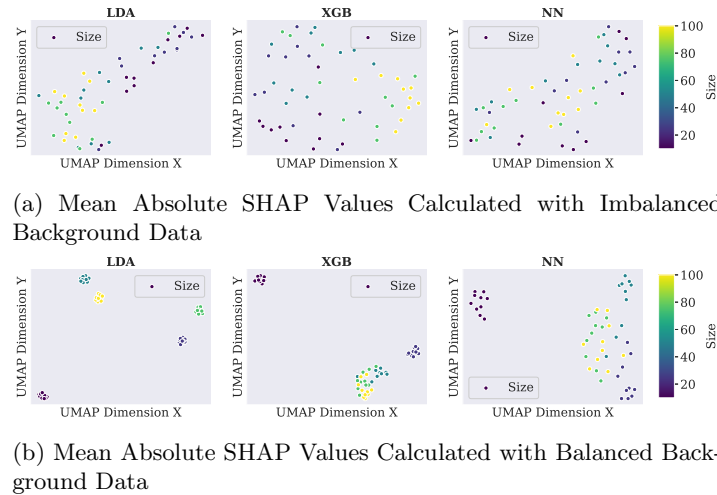 LDA XGB NN
Size Size Size
UMAP Dimension Y UMAP Dimension Y UMAP Dimension Y
UMAP Dimension X UMAP Dimension X UMAP Dimension X
100
80
60
40
20
Size
(a) Mean Absolute SHAP Values Calculated with Imbalanced
Background Data
LDA XGB NN
Size Size Size
UMAP Dimension Y UMAP Dimension Y UMAP Dimension Y
UMAP Dimension X UMAP Dimension X UMAP Dimension X
100
80
60
40
20
Size
(b) Mean Absolute SHAP Values Calculated with Balanced Back-
ground Data